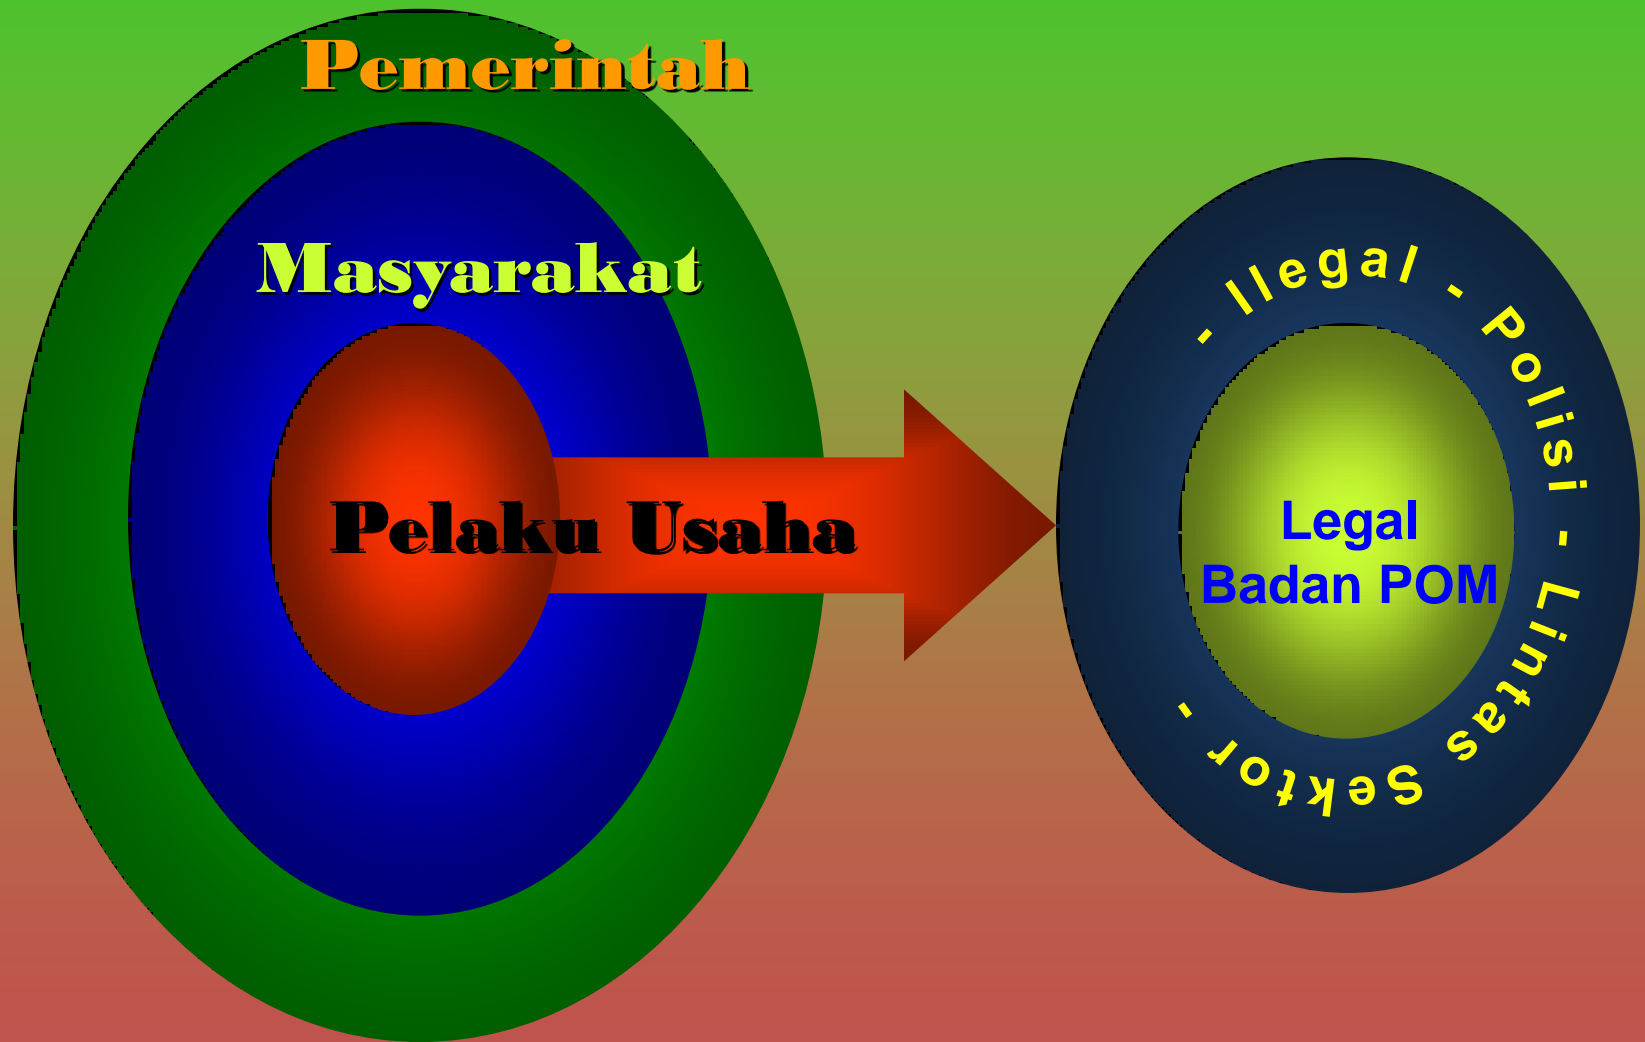 Pemerintah
Masyarakat
Pelaku Usaha
- Ilegal - Polisi - Lintas Sektor -
Legal
Badan POM